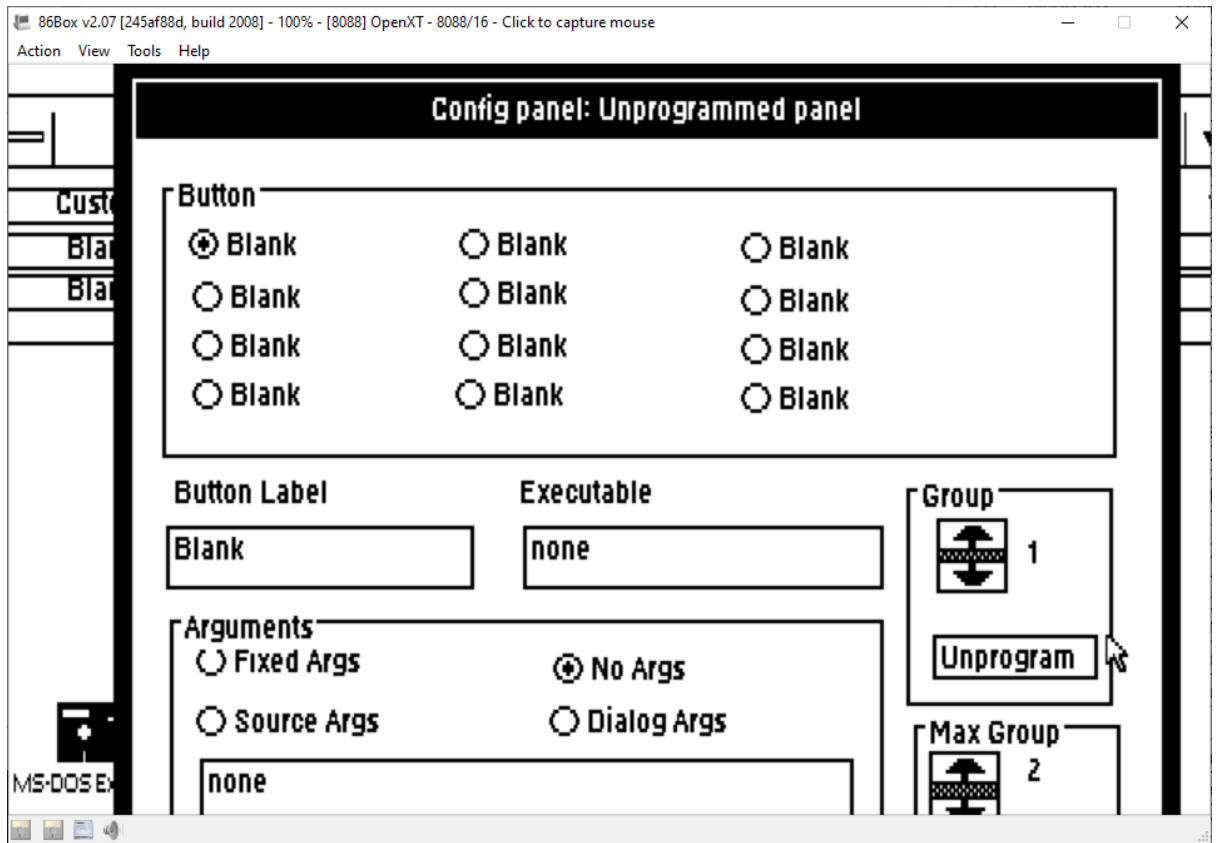 86Box v2.07 [245af88d, build 2008] - 100% - [8088] OpenXT - 8088/16 - Click to capture mouse
Action View Tools Help
Config panel: Unprogrammed panel
Button
Blank Blank Blank
Blank Blank Blank
Blank Blank Blank
Blank Blank Blank
Button Label Executable
Blank none
Group
1
Unprogram
Arguments
Fixed Args No Args
Source Args Dialog Args
none
Max Group
2
MS-DOS